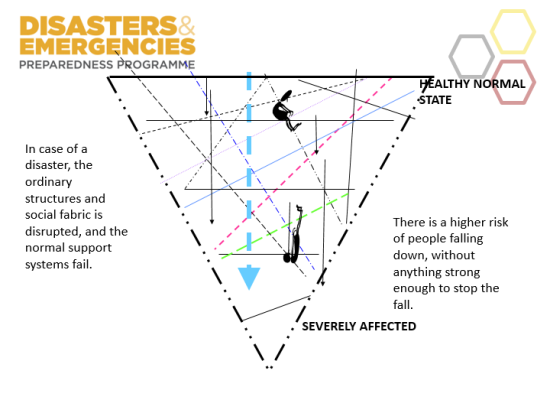 DISASTERS&
EMERGENCIES
PREPAREDNESS PROGRAMME
HEALTHY NORMAL
STATE
In case of a
disaster, the
ordinary
structures and
social fabric is
disrupted, and the
normal support
systems fail.
There is a higher risk
of people falling
down, without
anything strong
enough to stop the
fall.
SEVERELY AFFECTED